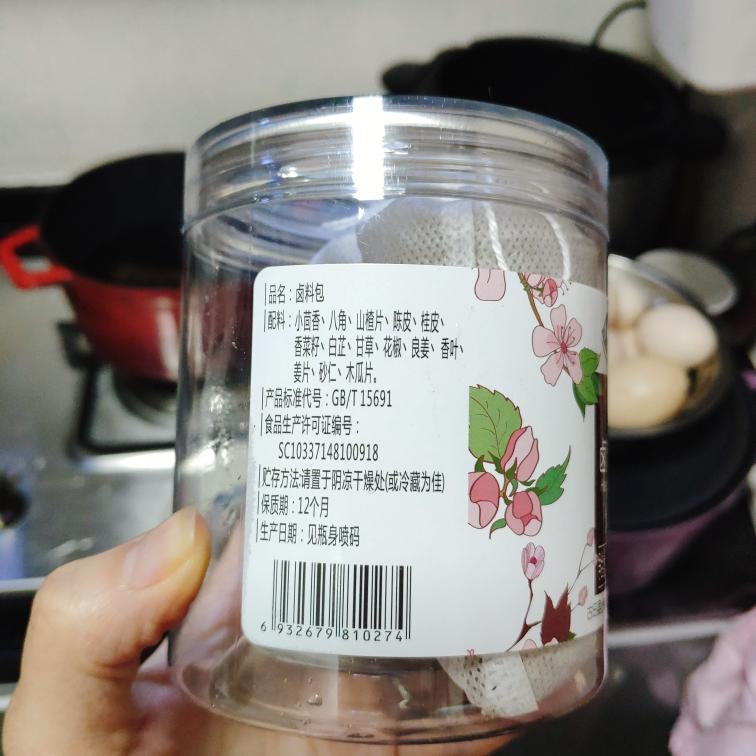 品名：卤料包
配料：小茴香、八角、山楂片、陈皮、桂皮、
香菜籽、白芷、甘草、花椒、良姜、香叶、
姜片、砂仁、木瓜片。
产品标准代号：GB/T 15691
食品生产许可证编号：
SC10337148100918
贮存方法:请置于阴凉干燥处(或冷藏为佳)
保质期：12个月
生产日期：见瓶身喷码
6 932679 810274